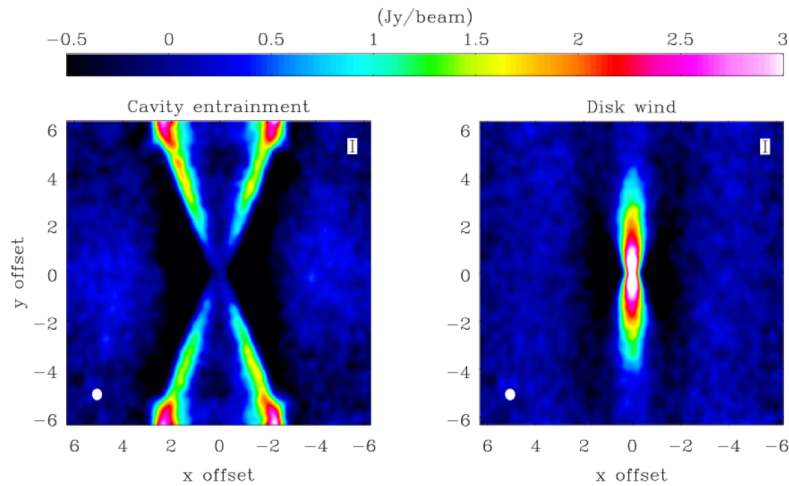 (Jy/beam)
−0.5 0 0.5 1 1.5 2 2.5 3
Cavity entrainment
Disk wind
I
I
6
4
2
0
−2
−4
−6
y offset
6 4 2 0 −2 −4 −6
x offset
6
4
2
0
−2
−4
−6
6 4 2 0 −2 −4 −6
x offset